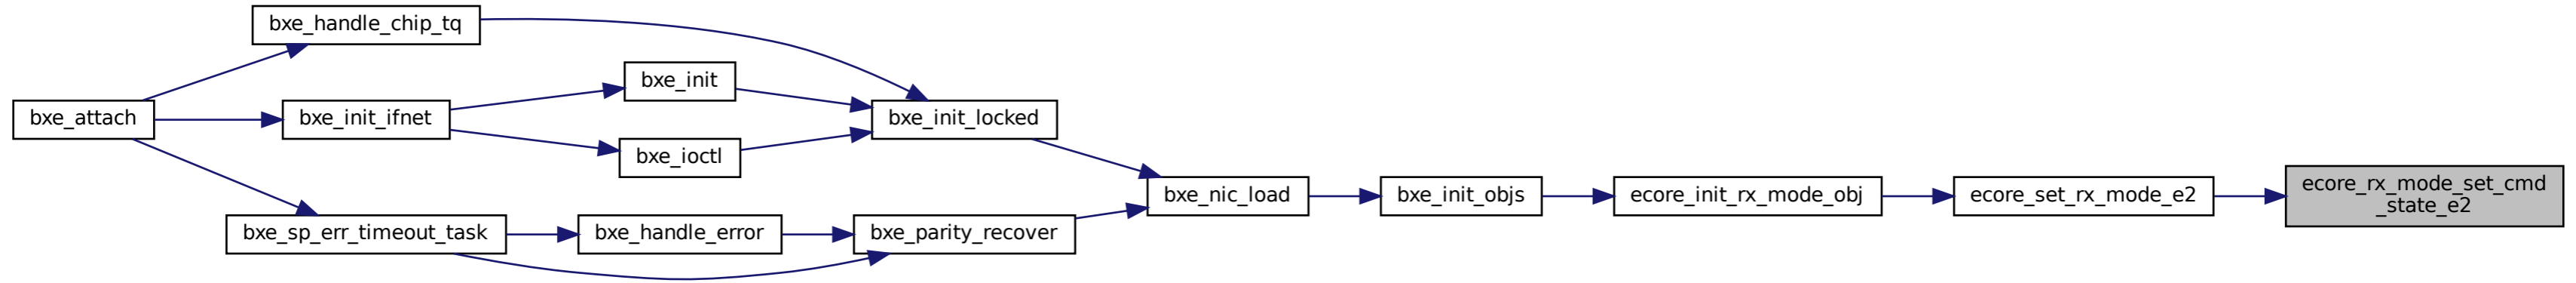 bxe_handle_chip_tq
bxe_init
bxe_attach
bxe_init_ifnet
bxe_init_locked
bxe_ioctl
bxe_nic_load
bxe_init_objs
ecore_init_rx_mode_obj
ecore_set_rx_mode_e2
ecore_rx_mode_set_cmd
_state_e2
bxe_sp_err_timeout_task
bxe_handle_error
bxe_parity_recover